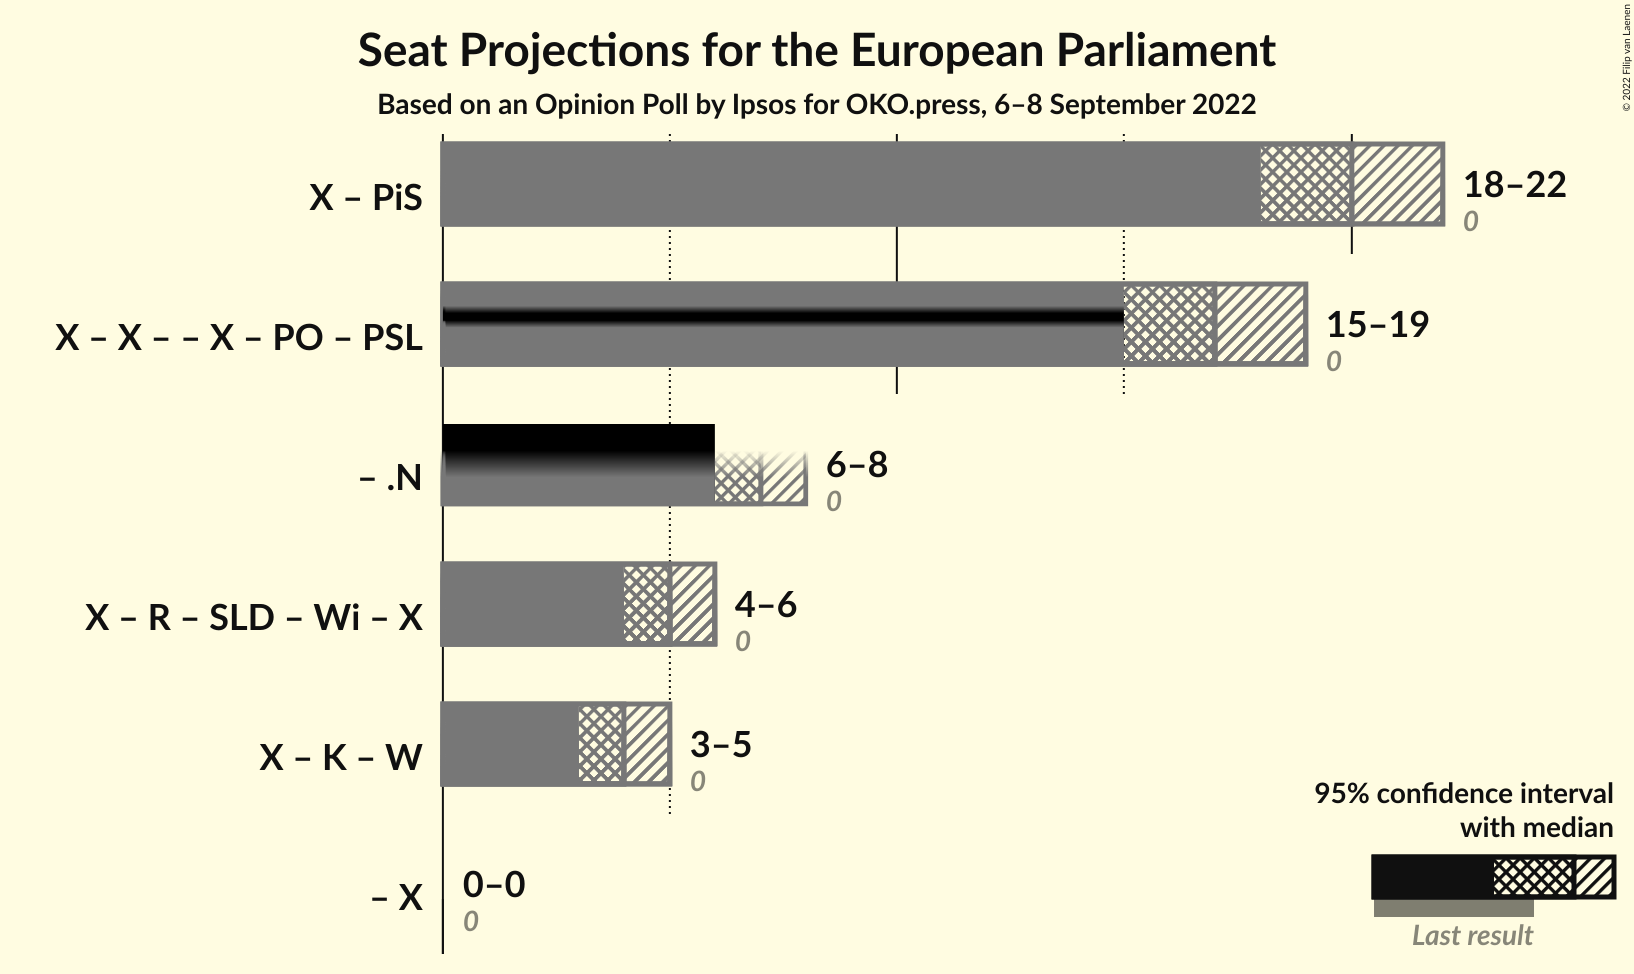 Seat Projections for the European Parliament
Based on an Opinion Poll by Ipsos for OKO.press, 6–8 September 2022
© 2022 Filip van Laenen
X – PiS
18–22
0
X – X – – X – PO – PSL
15–19
0
– .N
6–8
0
X – R – SLD – Wi – X
4–6
0
X – K – W
3–5
0
– X
0–0
0
95% confidence interval
with median
Last result